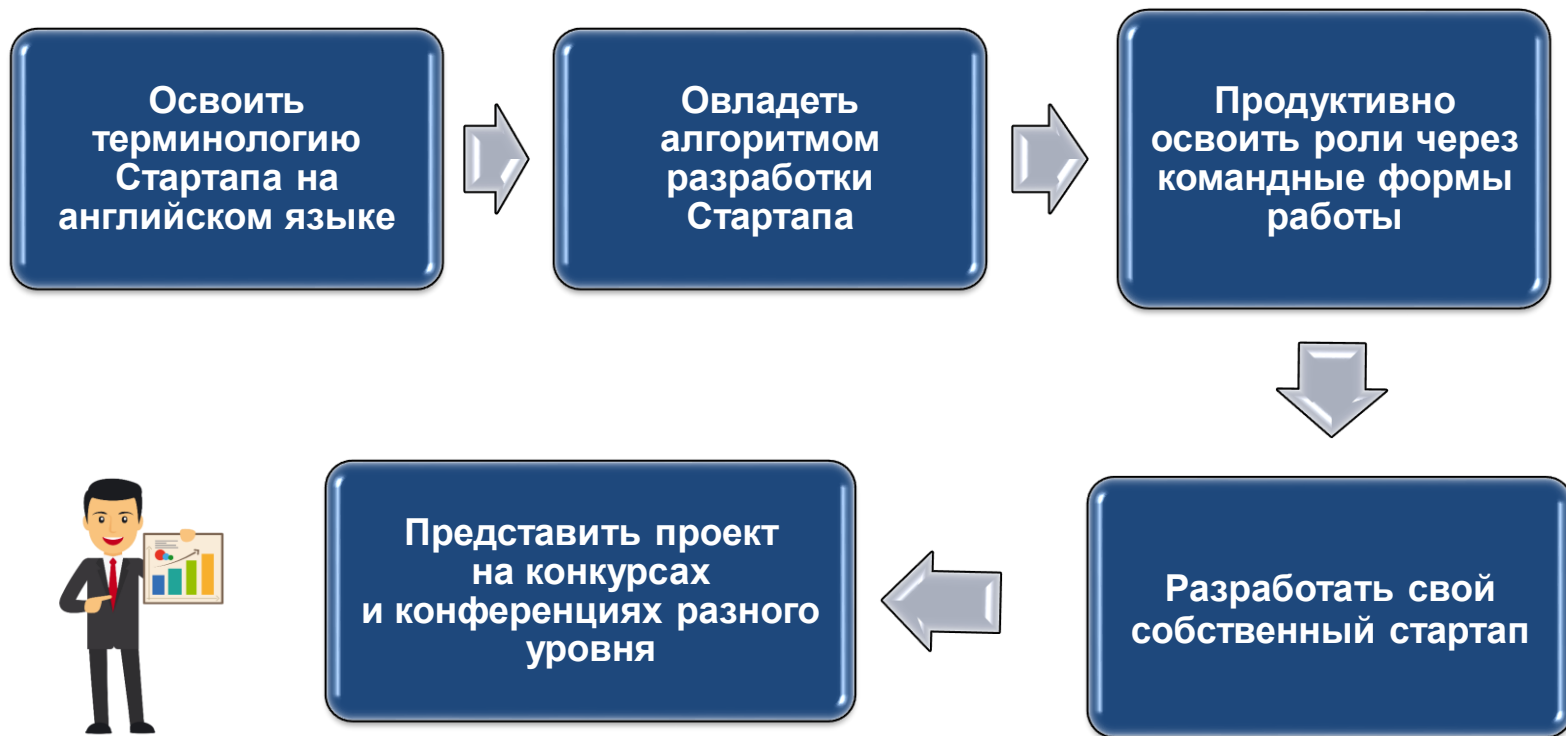 Освоить
терминологию
Стартапа на
английском языке
Овладеть
алгоритмом
разработки
Стартапа
Продуктивно
освоить роли через
командные формы
работы
Разработать свой
собственный стартап
Представить проект
на конкурсах
и конференциях разного
уровня